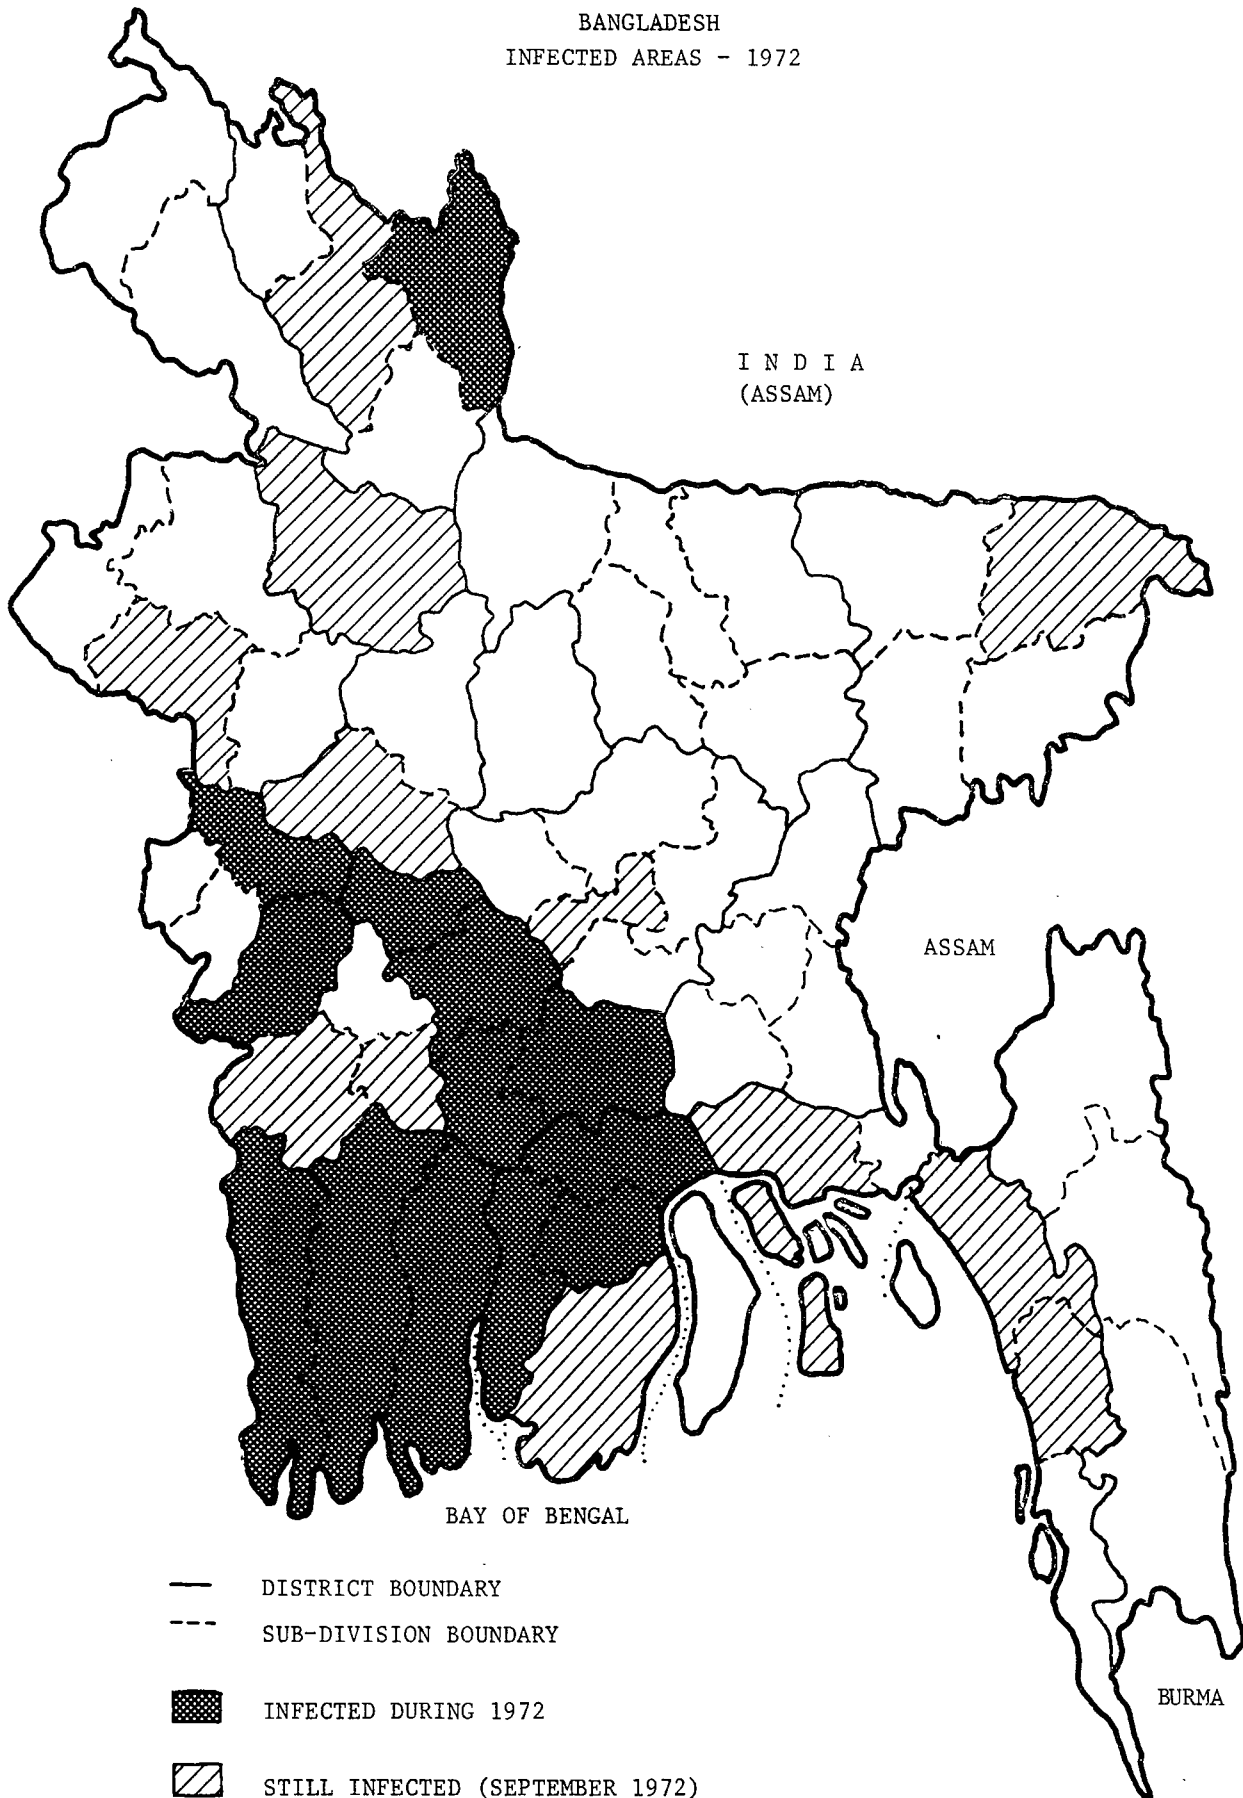 BANGLADESH
INFECTED AREAS - 1972
I N D I A
(ASSAM)
ASSAM
BAY OF BENGAL
DISTRICT BOUNDARY
SUB-DIVISION BOUNDARY
INFECTED DURING 1972
BURMA
STILL INFECTED (SEPTEMBER 1972)